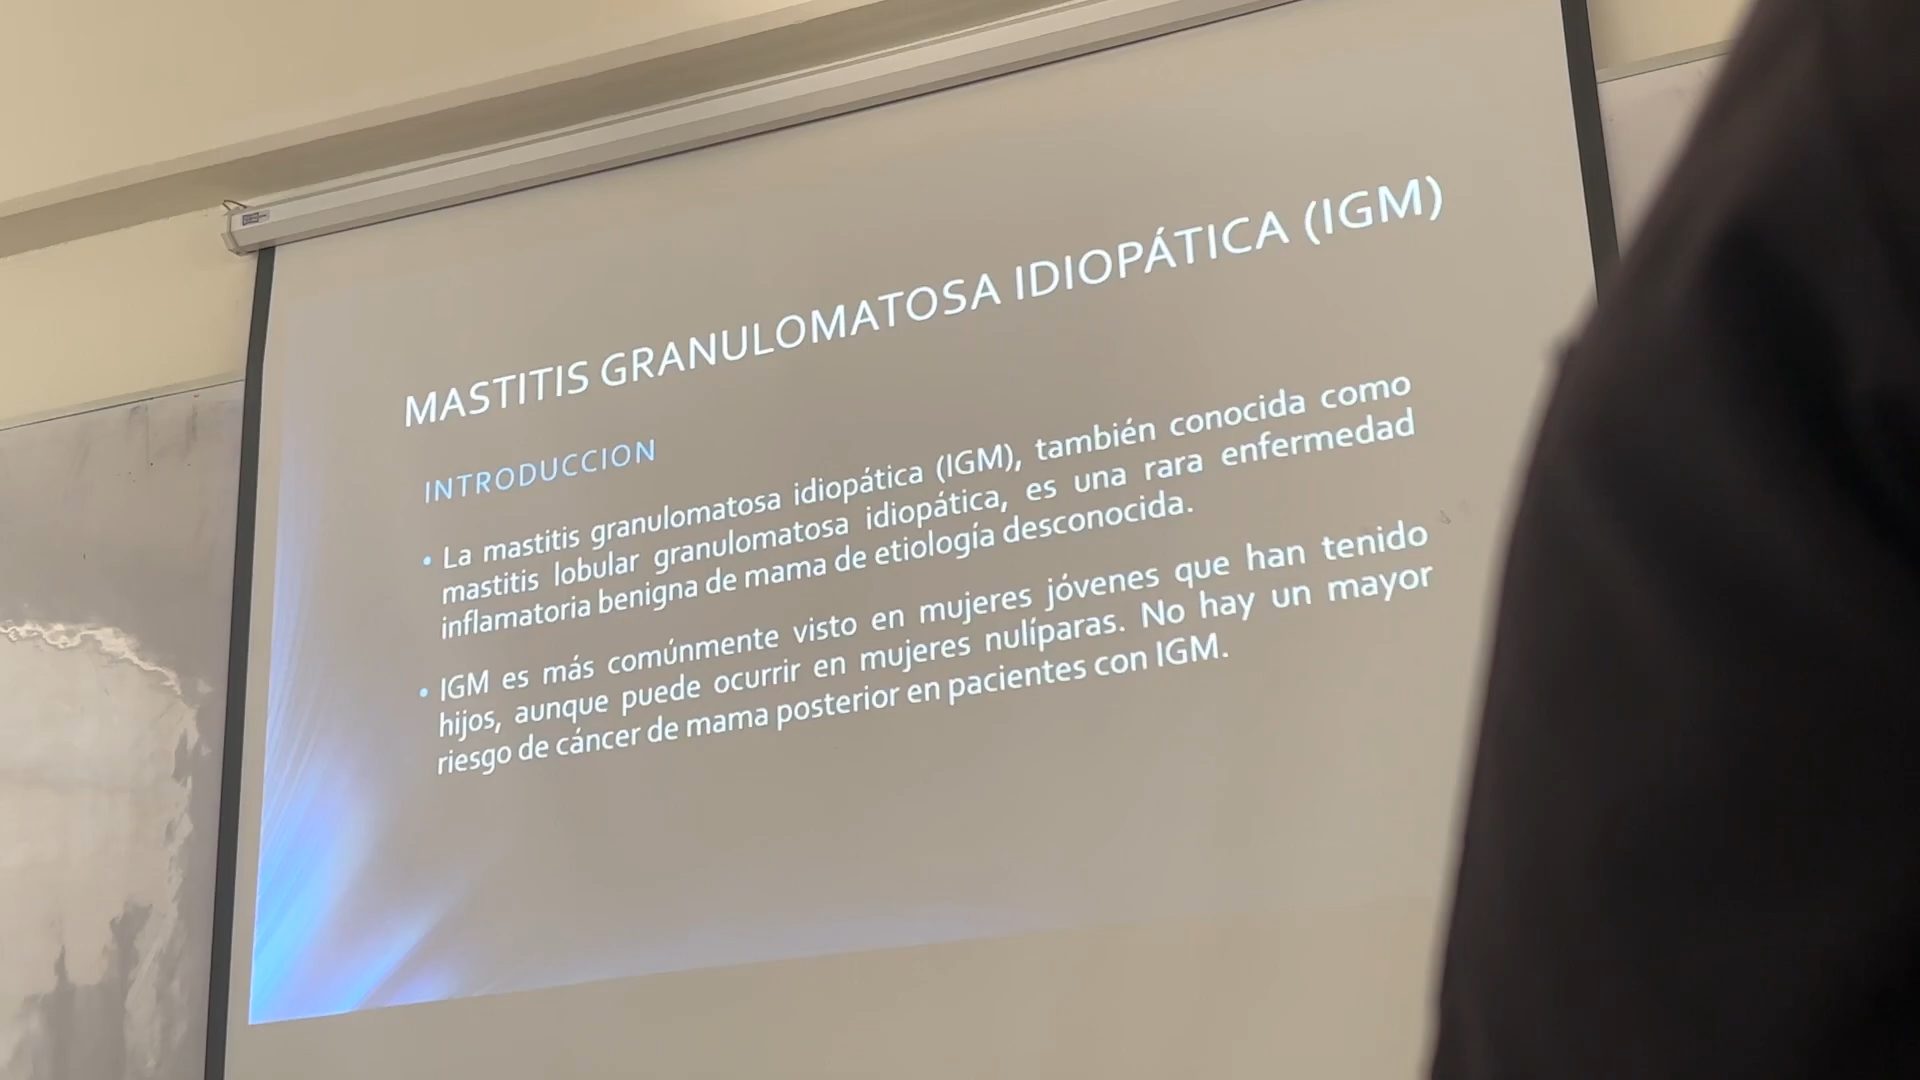 MASTITIS GRANULOMATOSA IDIOPÁTICA (IGM)
INTRODUCCION
• La mastitis granulomatosa idiopática (IGM), también conocida como
mastitis lobular granulomatosa idiopática, es una rara enfermedad
inflamatoria benigna de mama de etiología desconocida.
• IGM es más comúnmente visto en mujeres jóvenes que han tenido
hijos, aunque puede ocurrir en mujeres nulíparas. No hay un mayor
riesgo de cáncer de mama posterior en pacientes con IGM.